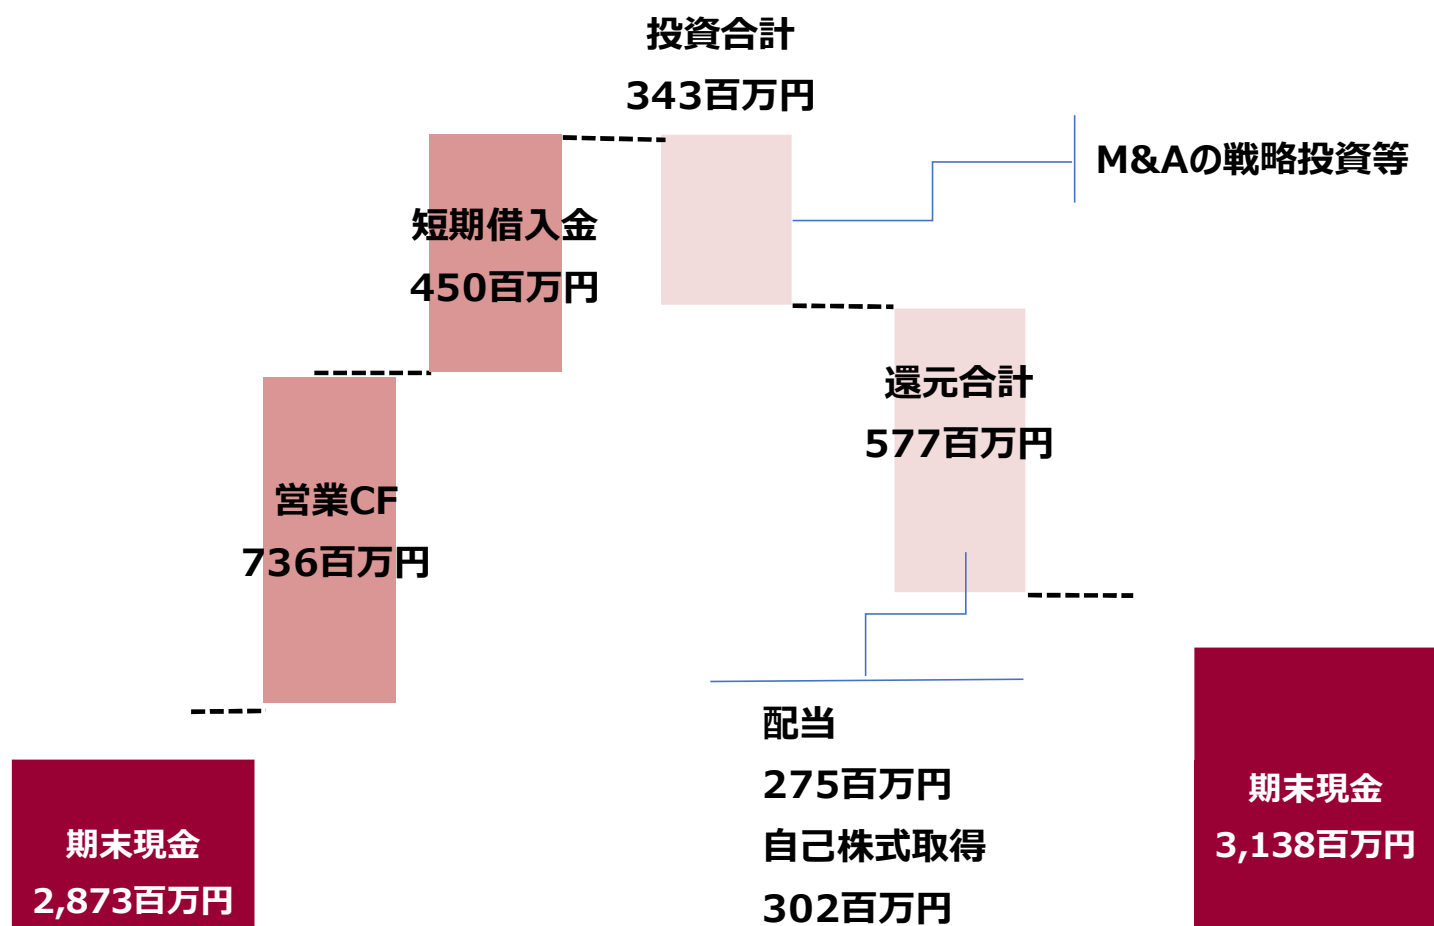 投資合計
343百万円
M&Aの戦略投資等
短期借入金
450百万円
還元合計
577百万円
営業CF
736百万円
配当
275百万円
自己株式取得
302百万円
期末現金
2,873百万円
期末現金
3,138百万円